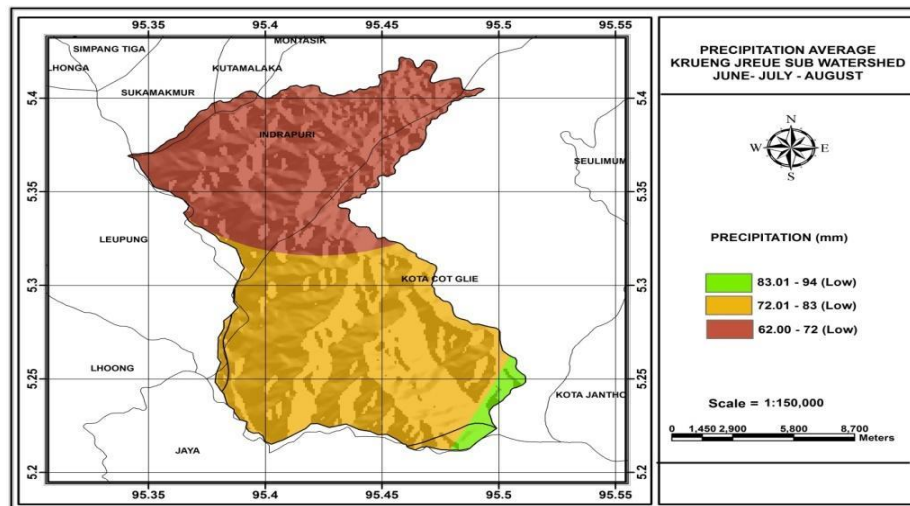 95.35 95.4 95.45 95.5 95.55
MONTASIK
SIMPANG TIGA
LHONGA
KUTAMALAKA
SUKAMAKMUR
5.4
5.4
INDRAPURI
SEULIMUM
5.35
5.35
LEUPUNG
5.3
5.3
KOTA COT GLIE
LHOONG
5.25
5.25
KOTA JANTHO
JAYA
5.2
5.2
95.35 95.4 95.45 95.5 95.55
PRECIPITATION AVERAGE
KRUENG JREUE SUB WATERSHED
JUNE- JULY - AUGUST
N
W E
S
PRECIPITATION (mm)
83.01 - 94 (Low)
72.01 - 83 (Low)
62.00 - 72 (Low)
Scale = 1:150,000
0 1,450 2,900 5,800 8,700
Meters